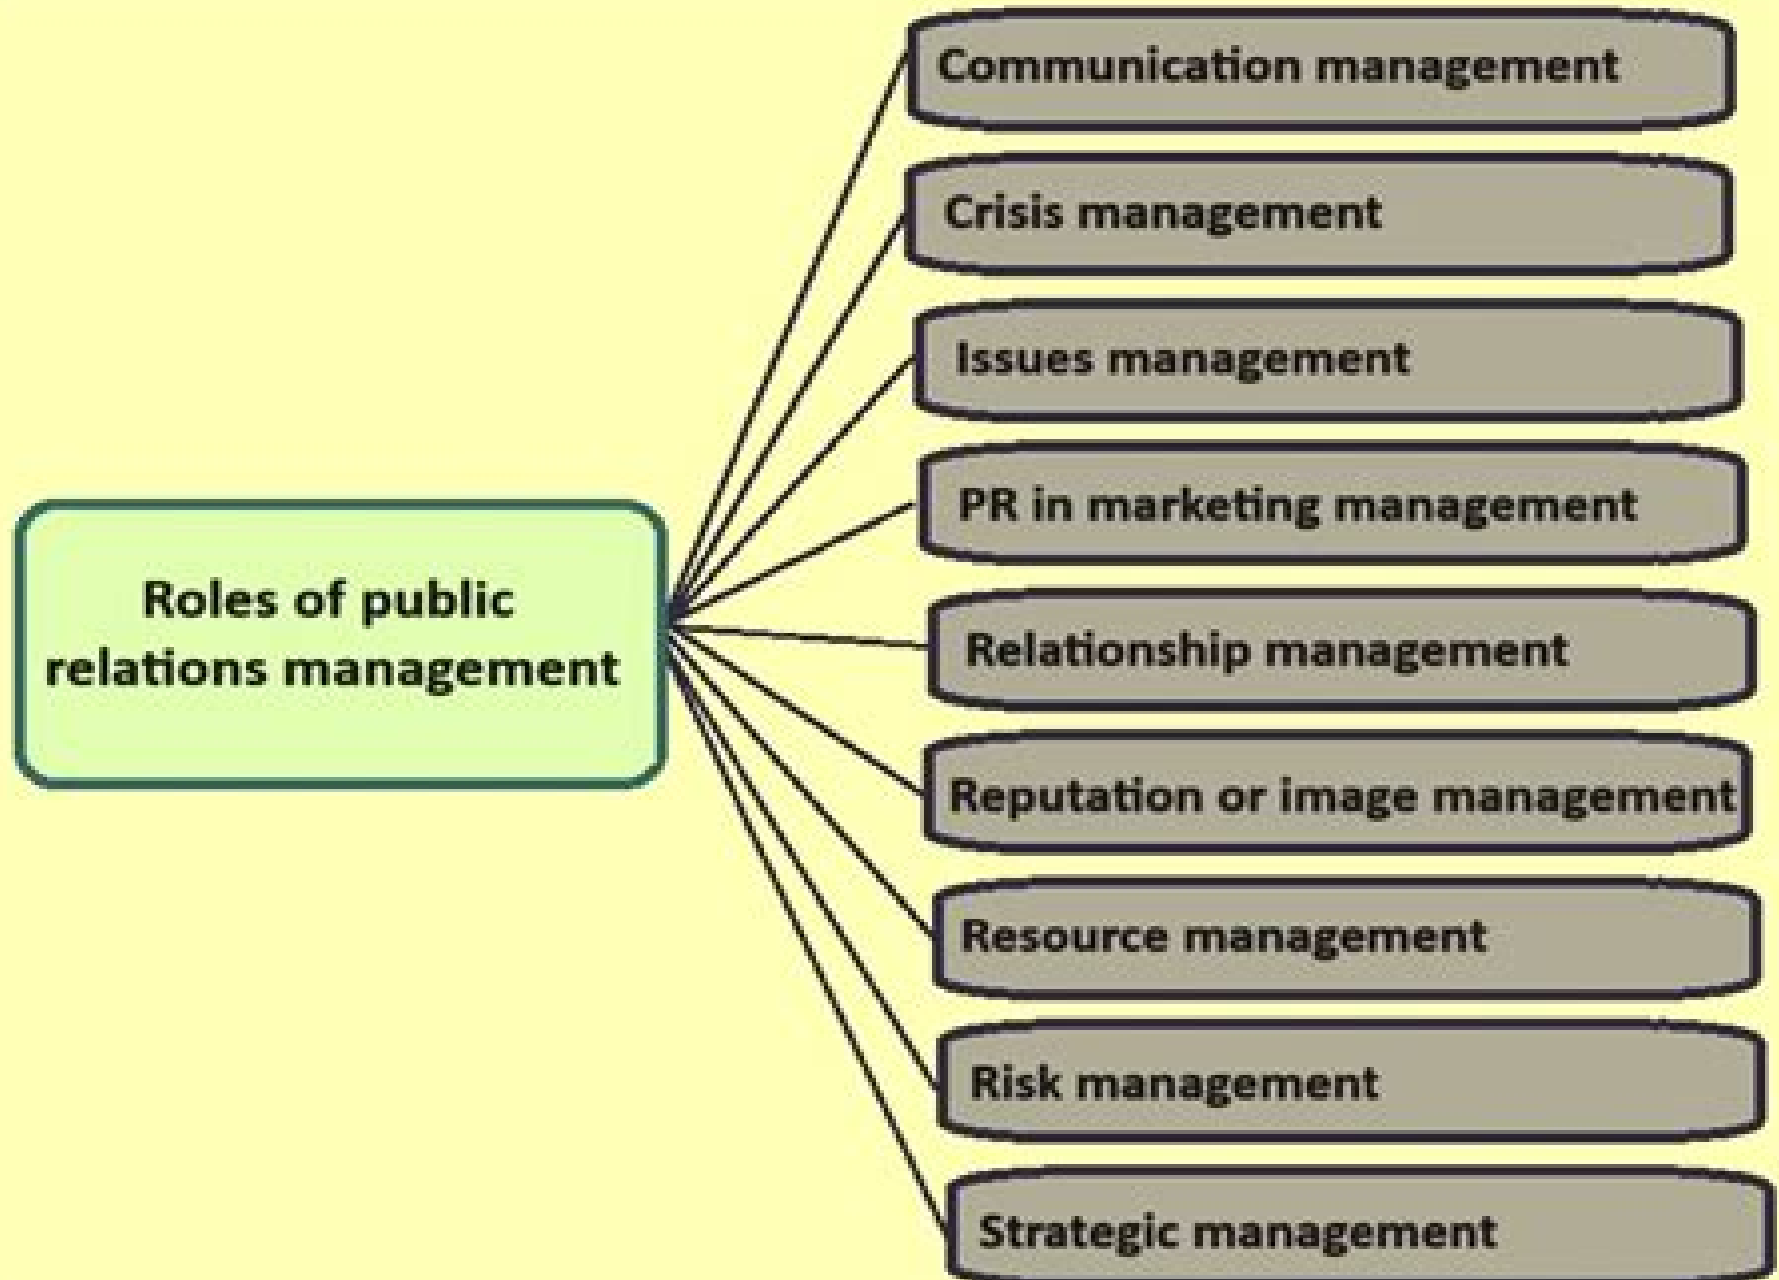 Roles of public
relations management
Communication management
Crisis management
Issues management
PR in marketing management
Relationship management
Reputation or image management
Resource management
Risk management
Strategic management